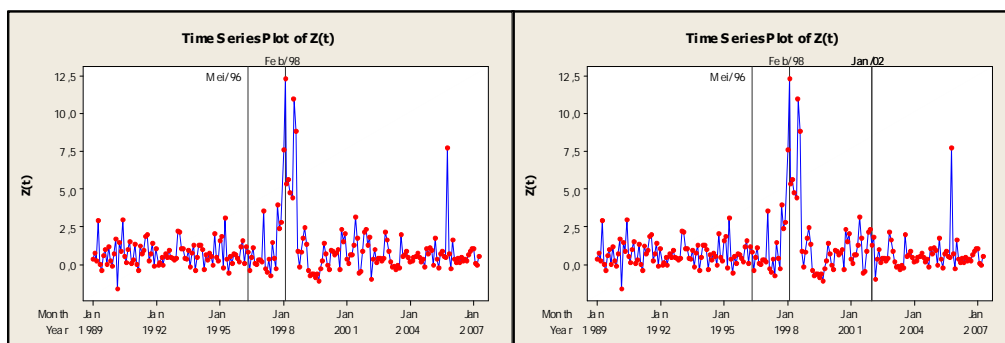 Time Series Plot of Z(t)
Feb/98
Mei/96
12,5
10,0
7,5
5,0
2,5
0,0
Z(t)
Month Jan Jan Jan Jan Jan Jan Jan
Year 1989 1992 1995 1998 2001 2004 2007
Time Series Plot of Z(t)
Feb/98 Jan/02
Mei/96
12,5
10,0
7,5
5,0
2,5
0,0
Z(t)
Month Jan Jan Jan Jan Jan Jan Jan
Year 1989 1992 1995 1998 2001 2004 2007